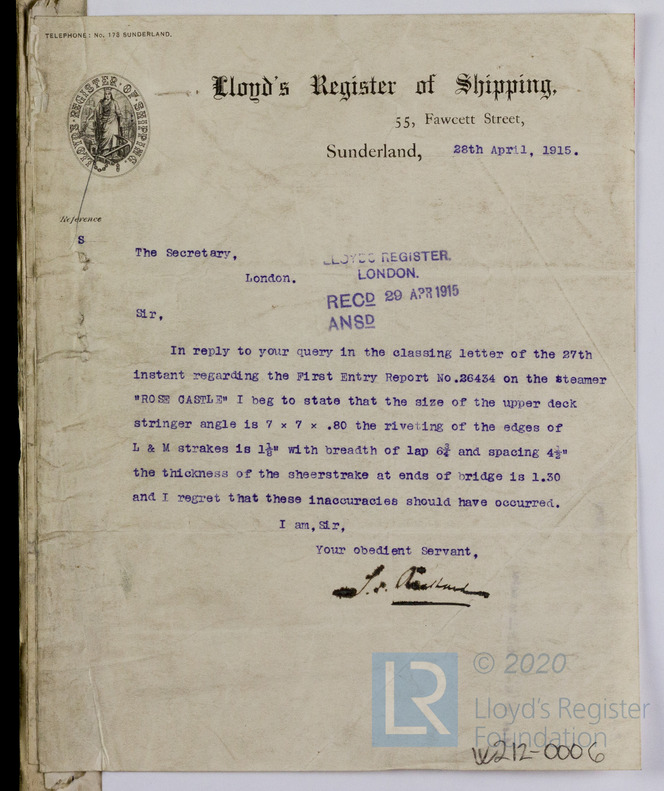 TELEPHONE: No. 173 SUNDERLAND.
LLOYD'S REGISTER OF SHIPPING
Lloyd's Register of Shipping,
55, Fawcett Street,
Sunderland, 28th April, 1915.
Reference
S
The Secretary,
London.
LLOYD'S REGISTER.
LONDON.
RECD 29 APR 1915
ANSD
Sir,
In reply to your query in the classing letter of the 27th
instant regarding the First Entry Report No.26434 on the steamer
"ROSE CASTLE" I beg to state that the size of the upper deck
stringer angle is 7 x 7 x .80 the riveting of the edges of
L & M strakes is 1⅛" with breadth of lap 6¾ and spacing 4½"
the thickness of the sheerstrake at ends of bridge is 1.30
and I regret that these inaccuracies should have occurred.
I am, Sir,
Your obedient Servant,
© 2020
LR
Lloyd's Register
Foundation
W212-0006